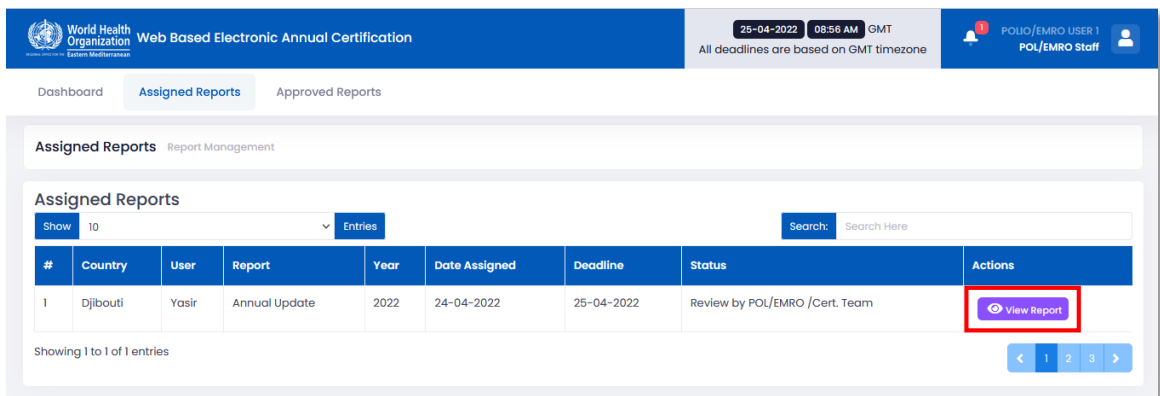 World Health
Organization
REGIONAL OFFICE FOR THE Eastern Mediterranean
Web Based Electronic Annual Certification
25-04-2022 08:56 AM GMT
All deadlines are based on GMT timezone
1
POLIO/EMRO USER 1
POL/EMRO Staff
Dashboard Assigned Reports Approved Reports
Assigned Reports Report Management
Assigned Reports
Show 10 Entries Search: Search Here
# Country User Report Year Date Assigned Deadline Status Actions
1 Djibouti Yasir Annual Update 2022 24-04-2022 25-04-2022 Review by POL/EMRO /Cert. Team View Report
Showing 1 to 1 of 1 entries
< 1 2 3 >